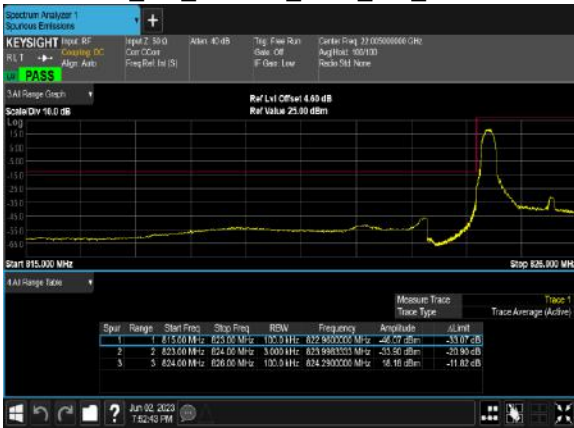 Spectrum Analyzer 1
Spurious Emissions
+
KEYSIGHT Input: RF
Coupling: DC
Align: Auto
RLT
Input Z: 50 Ω
Corr CCorr
Freq Ref: Int (S)
Atten: 40 dB
Trig: Free Run
Gate: Off
IF Gain: Low
Center Freq: 22.005000000 GHz
Avg|Hold: 100/100
Radio Std: None
PASS
3.All Range Graph
Scale/Div 10.0 dB
Ref Lvl Offset 4.60 dB
Ref Value 25.00 dBm
Log
15.0
5.00
-5.00
-15.0
-25.0
-35.0
-45.0
-55.0
-65.0
Start 815.000 MHz
Stop 826.000 MHz
4.All Range Table
Measure Trace Trace 1
Trace Type Trace Average (Active)
Spur Range Start Freq Stop Freq RBW Frequency Amplitude ΔLimit
1 1 815.00 MHz 823.00 MHz 100.0 kHz 822.9600000 MHz -46.07 dBm -33.07 dB
2 2 823.00 MHz 824.00 MHz 3.000 kHz 823.9983333 MHz -33.90 dBm -20.90 dB
3 3 824.00 MHz 826.00 MHz 100.0 kHz 824.2900000 MHz 18.18 dBm -11.82 dB
?
Jun 02, 2023
7:52:43 PM